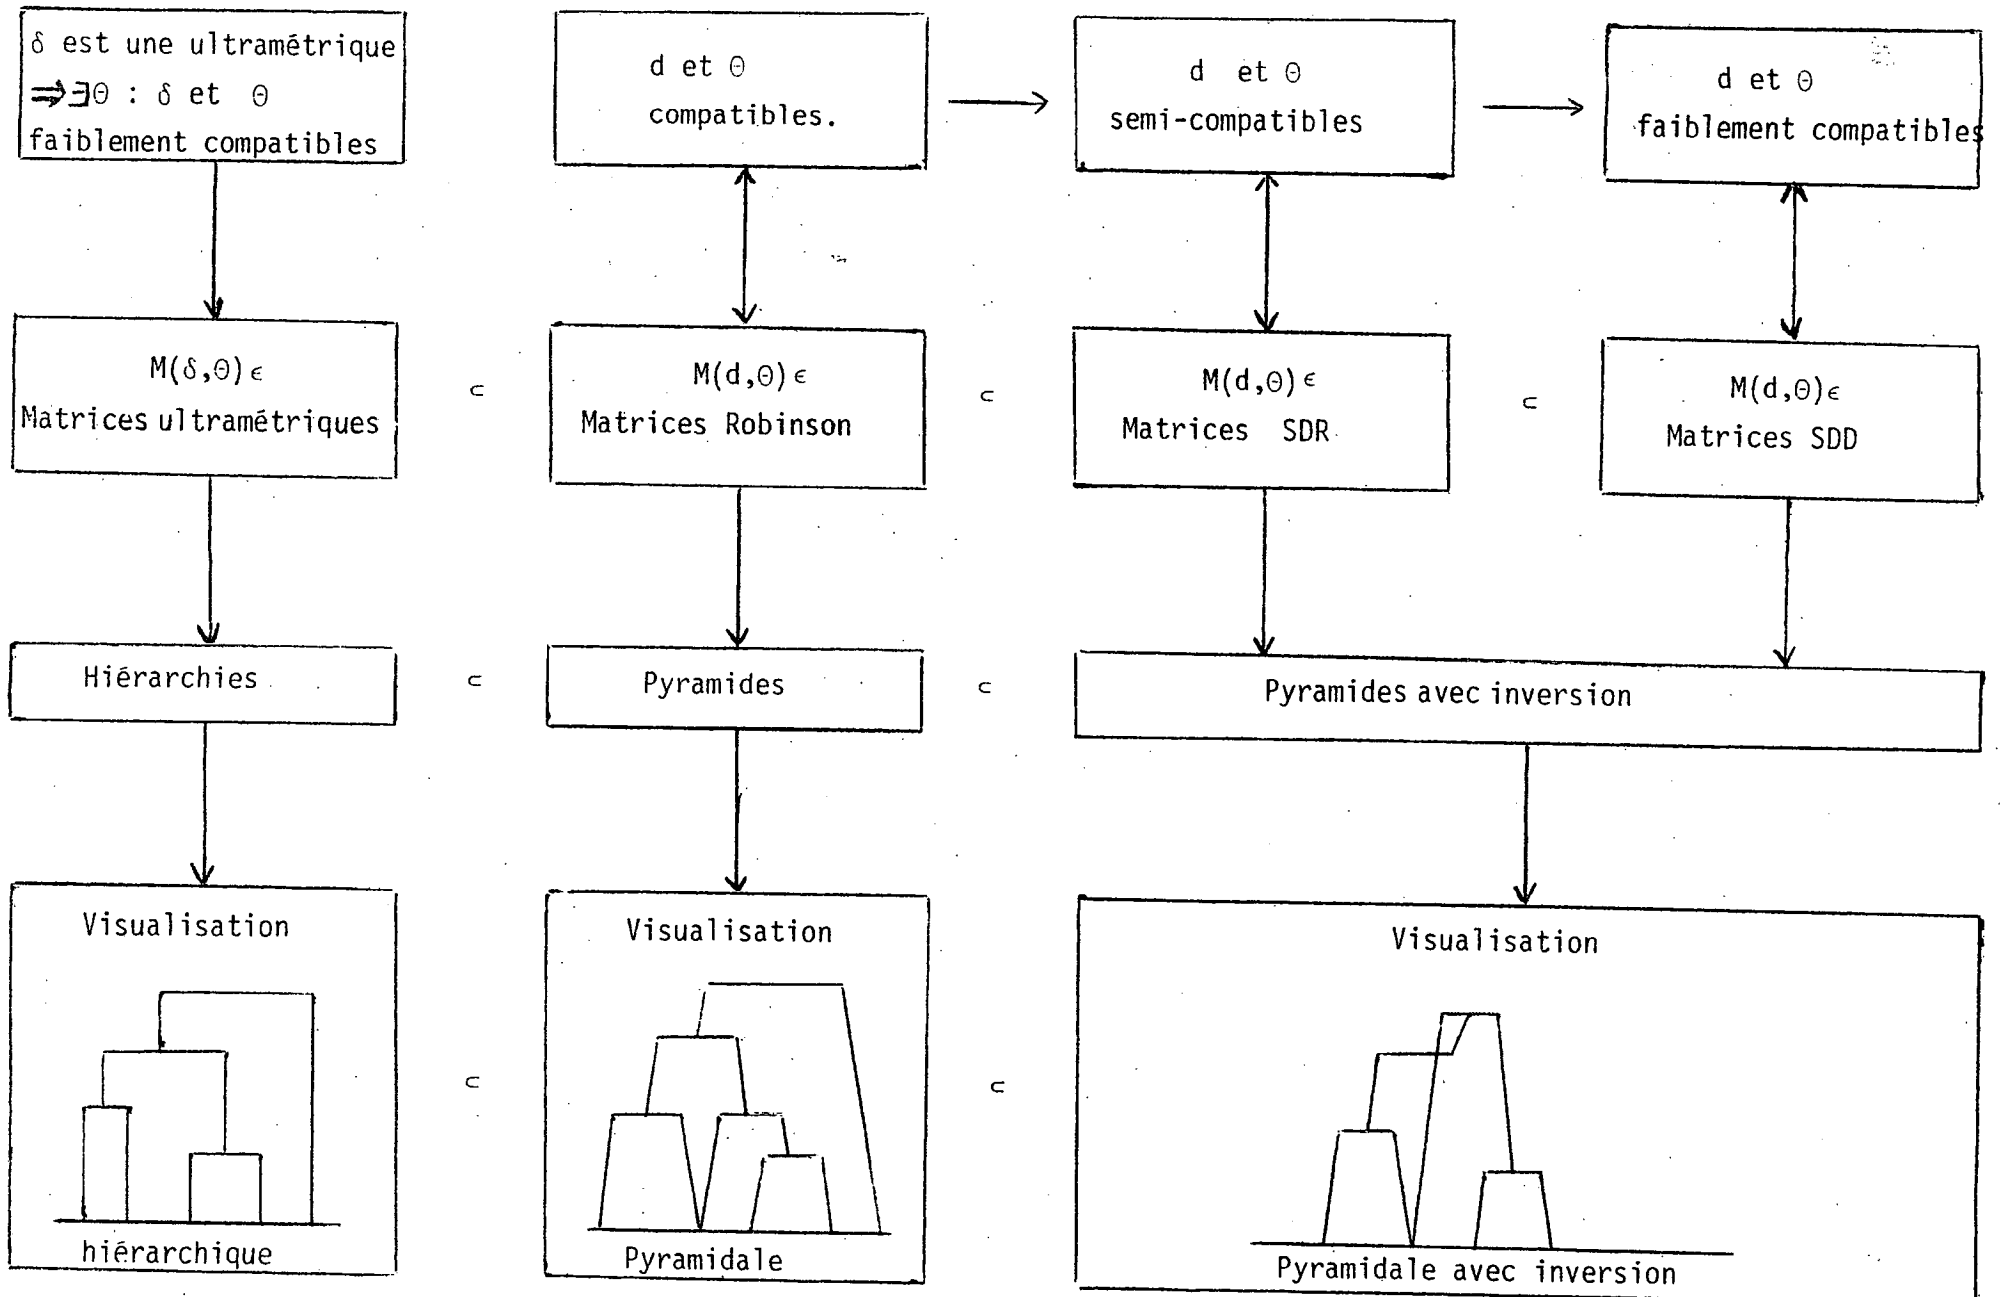 δ est une ultramétrique
⇒∃Θ : δ et Θ
faiblement compatibles
d et Θ
compatibles.
d et Θ
semi-compatibles
d et Θ
faiblement compatibles
M(δ,Θ) ϵ
Matrices ultramétriques
⊂
M(d,Θ) ϵ
Matrices Robinson
⊂
M(d,Θ) ϵ
Matrices SDR
⊂
M(d,Θ) ϵ
Matrices SDD
Hiérarchies
⊂
Pyramides
⊂
Pyramides avec inversion
Visualisation
hiérarchique
⊂
Visualisation
Pyramidale
⊂
Visualisation
Pyramidale avec inversion